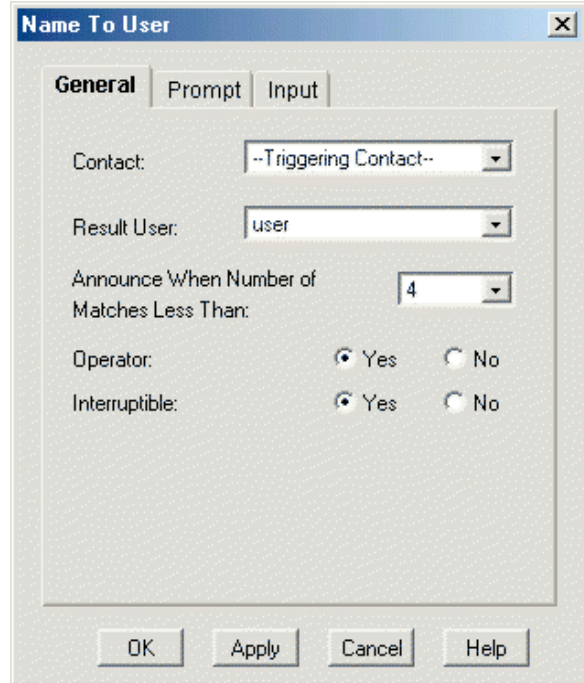 Name To User
General Prompt Input
Contact: --Triggering Contact--
Result User: user
Announce When Number of
Matches Less Than: 4
Operator: Yes No
Interruptible: Yes No
OK Apply Cancel Help